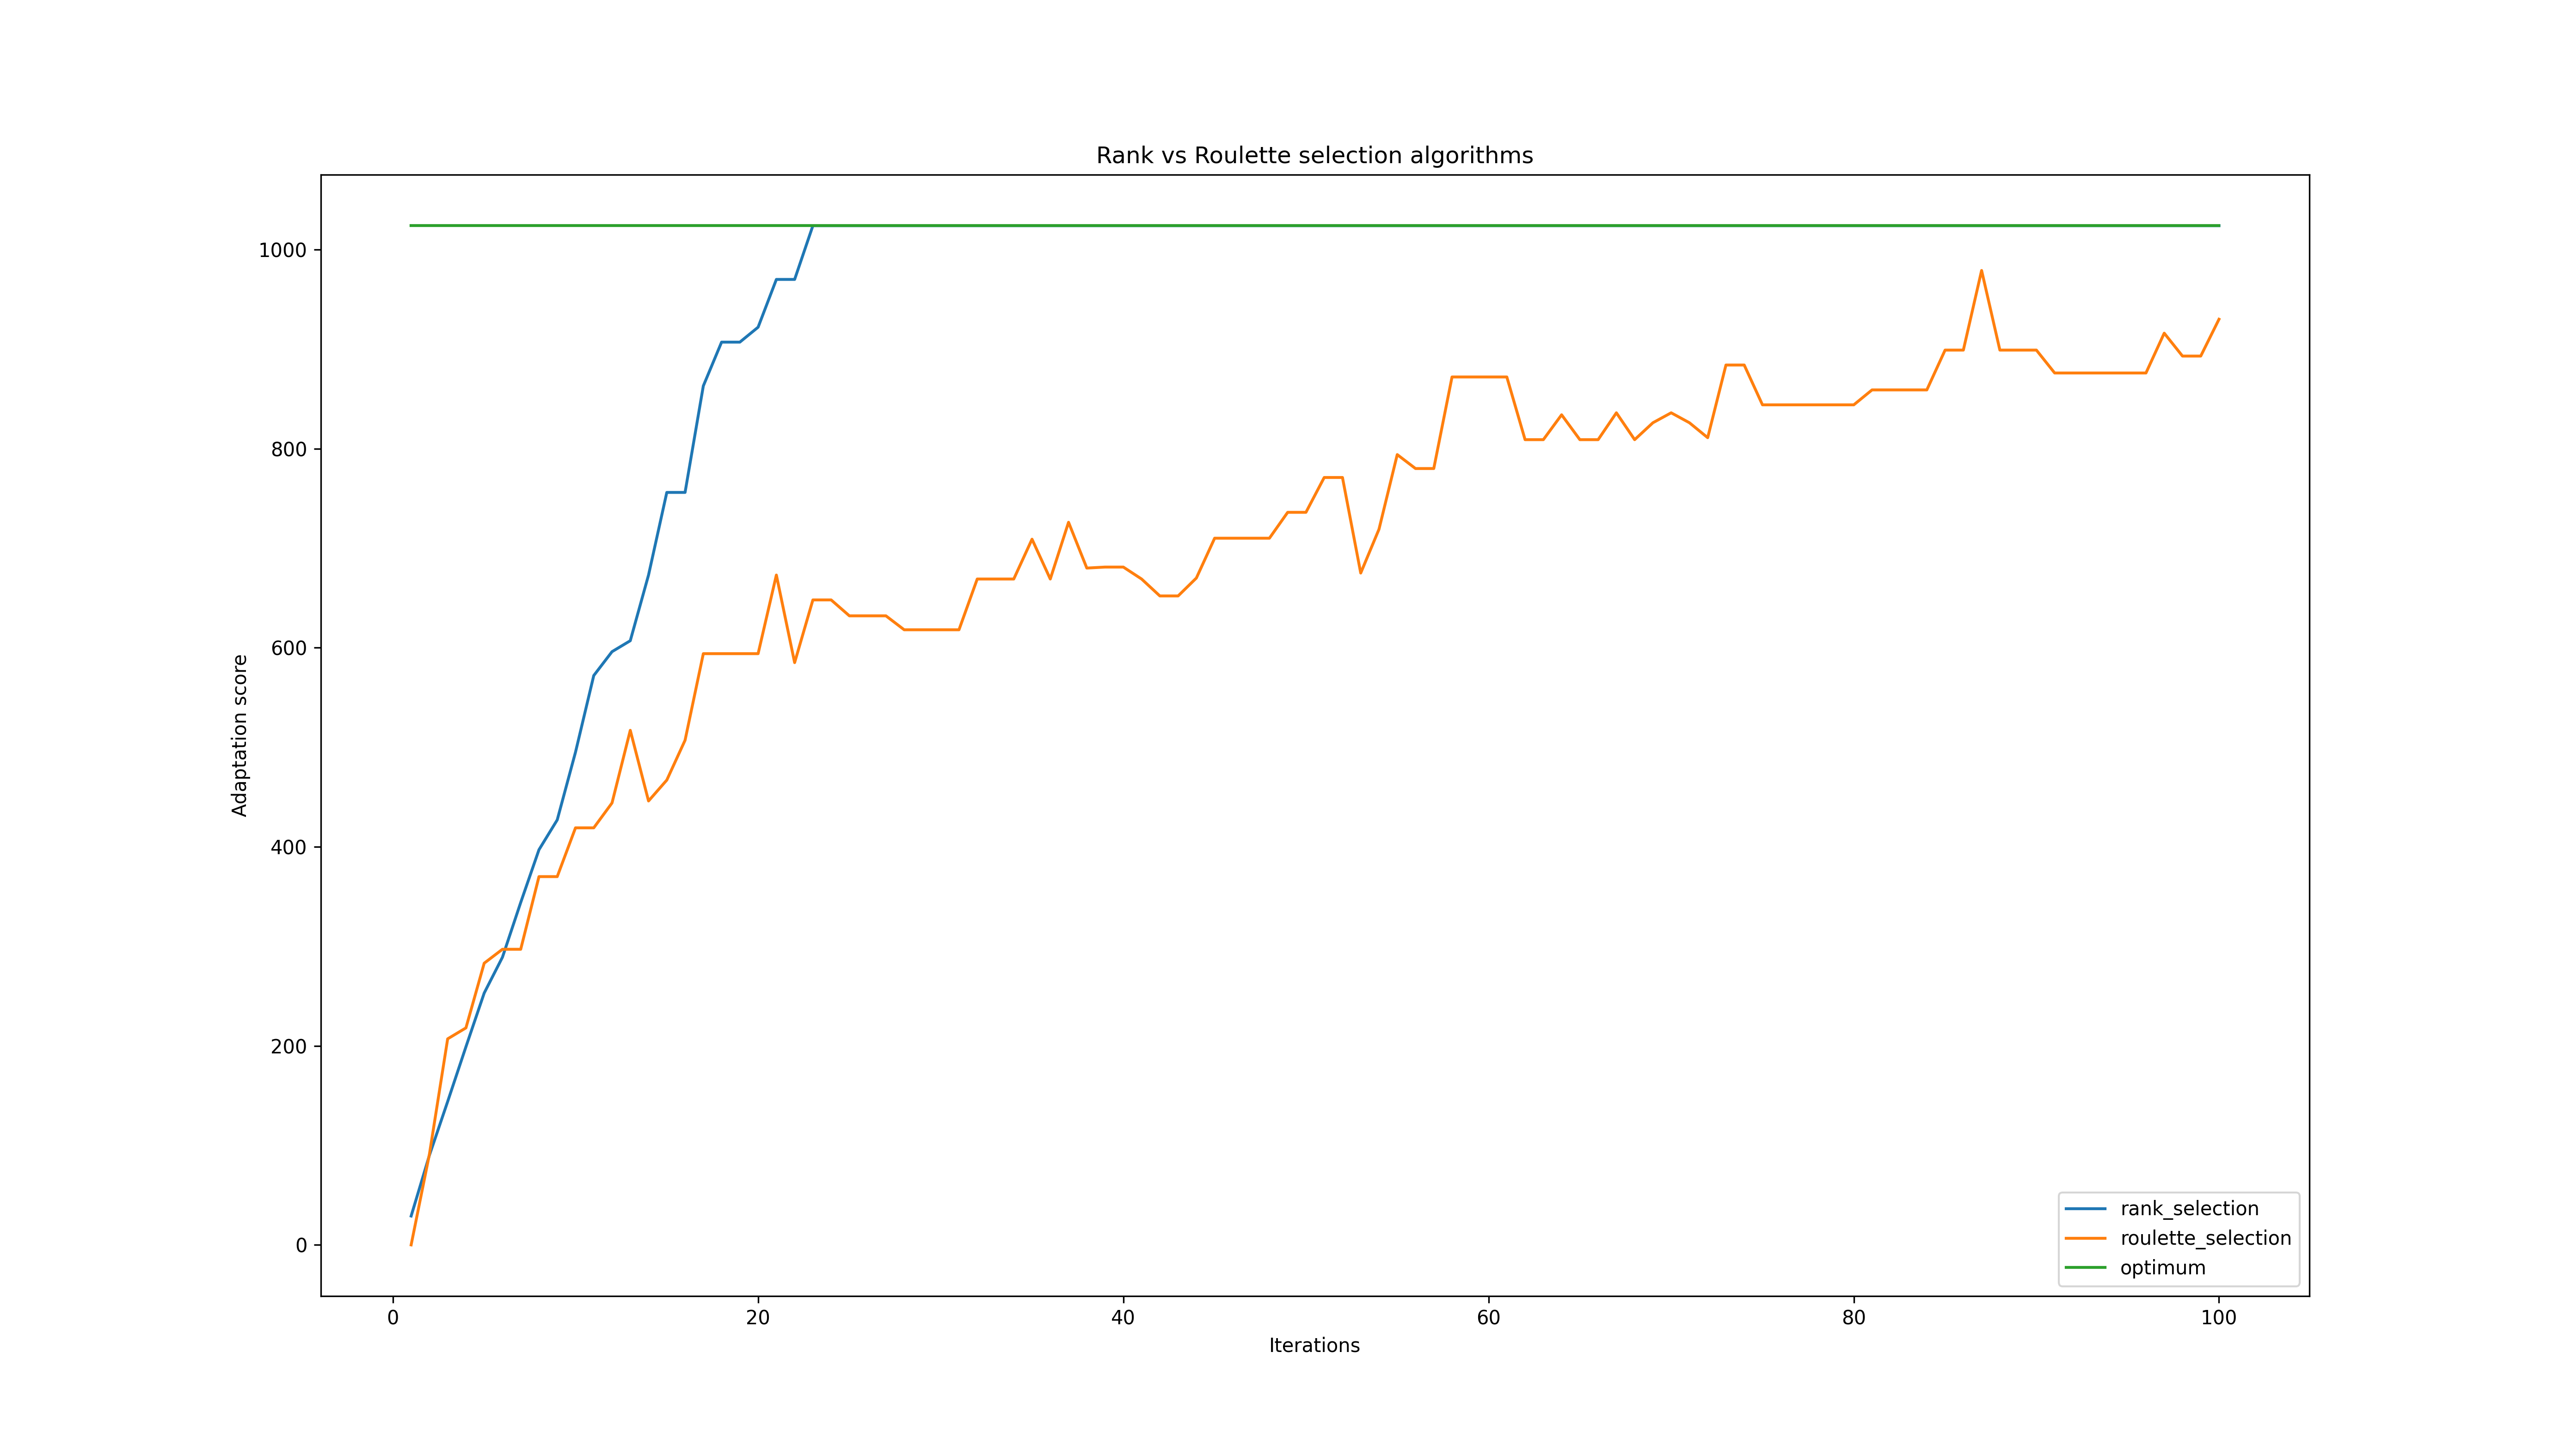 Rank vs Roulette selection algorithms
1000
800
600
400
200
0
Adaptation score
0 20 40 60 80 100
Iterations
rank_selection
roulette_selection
optimum